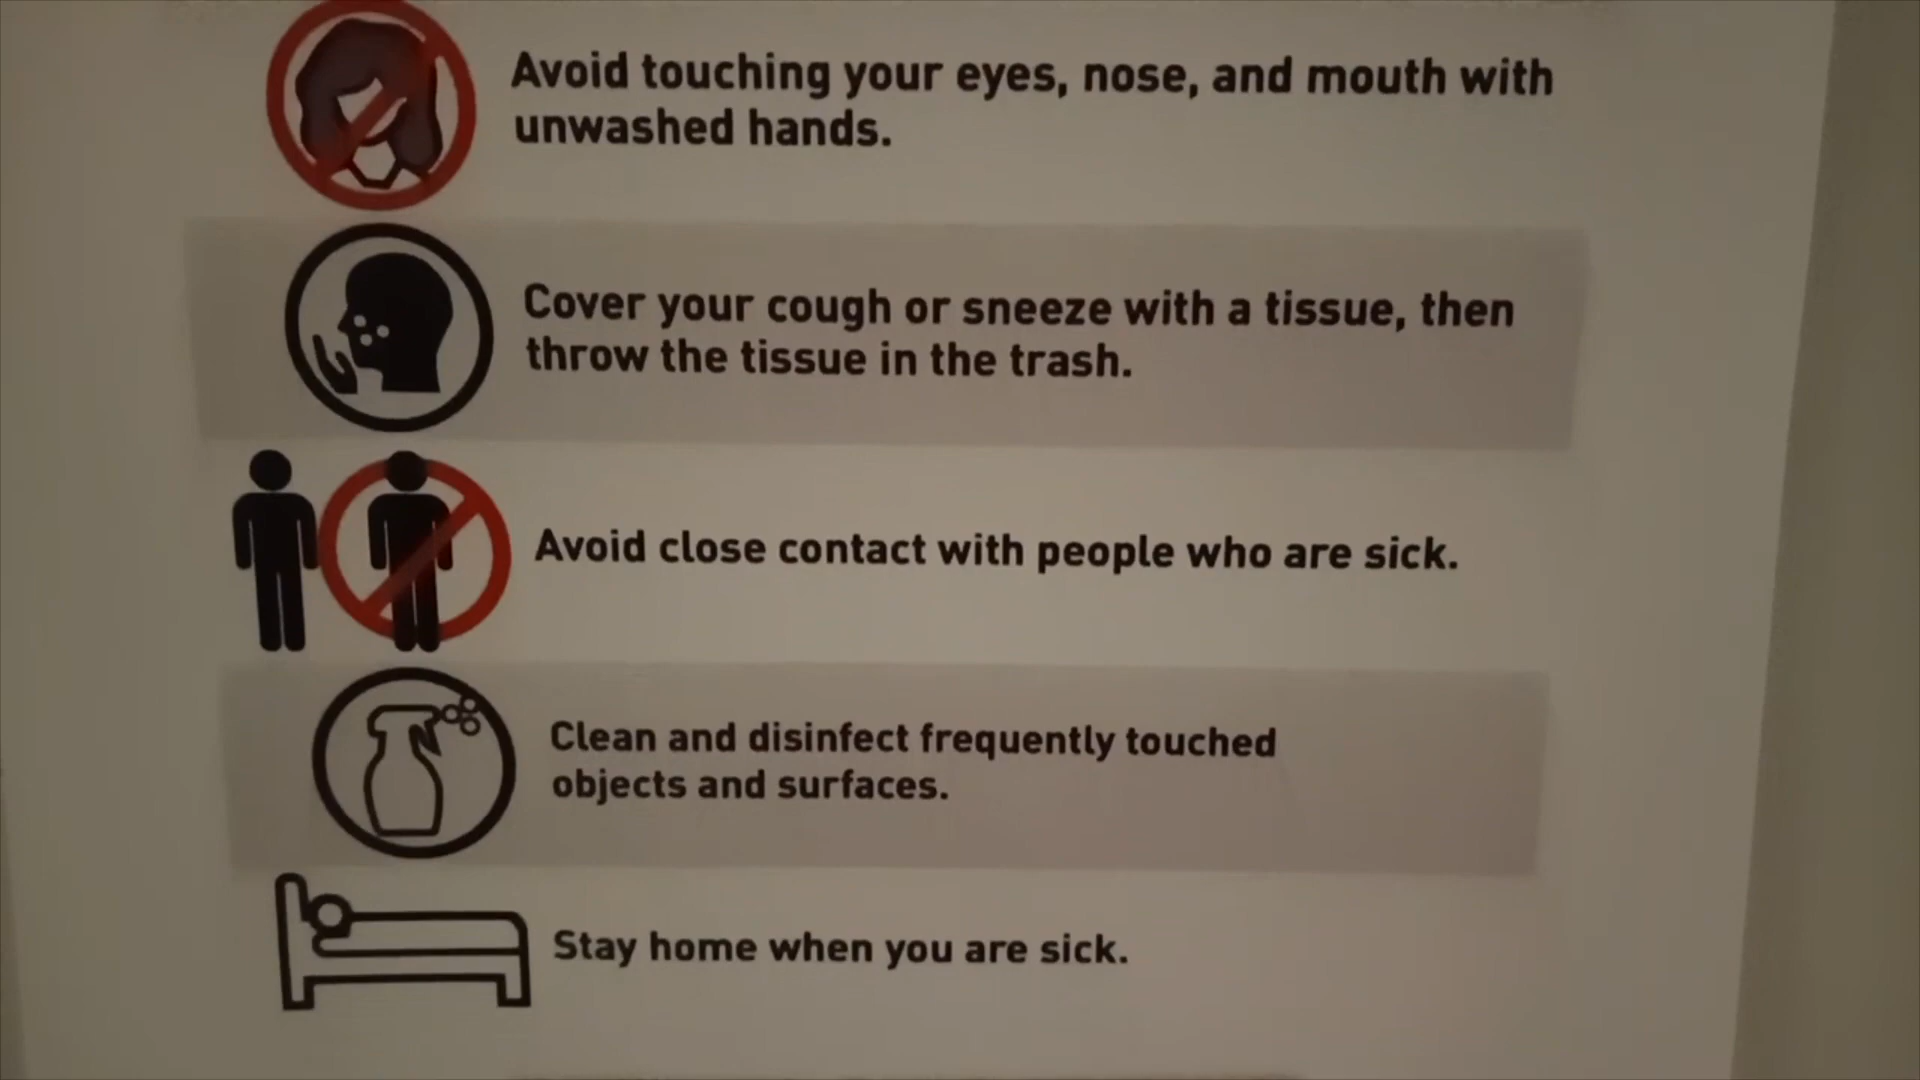 Avoid touching your eyes, nose, and mouth with
unwashed hands.
Cover your cough or sneeze with a tissue, then
throw the tissue in the trash.
Avoid close contact with people who are sick.
Clean and disinfect frequently touched
objects and surfaces.
Stay home when you are sick.